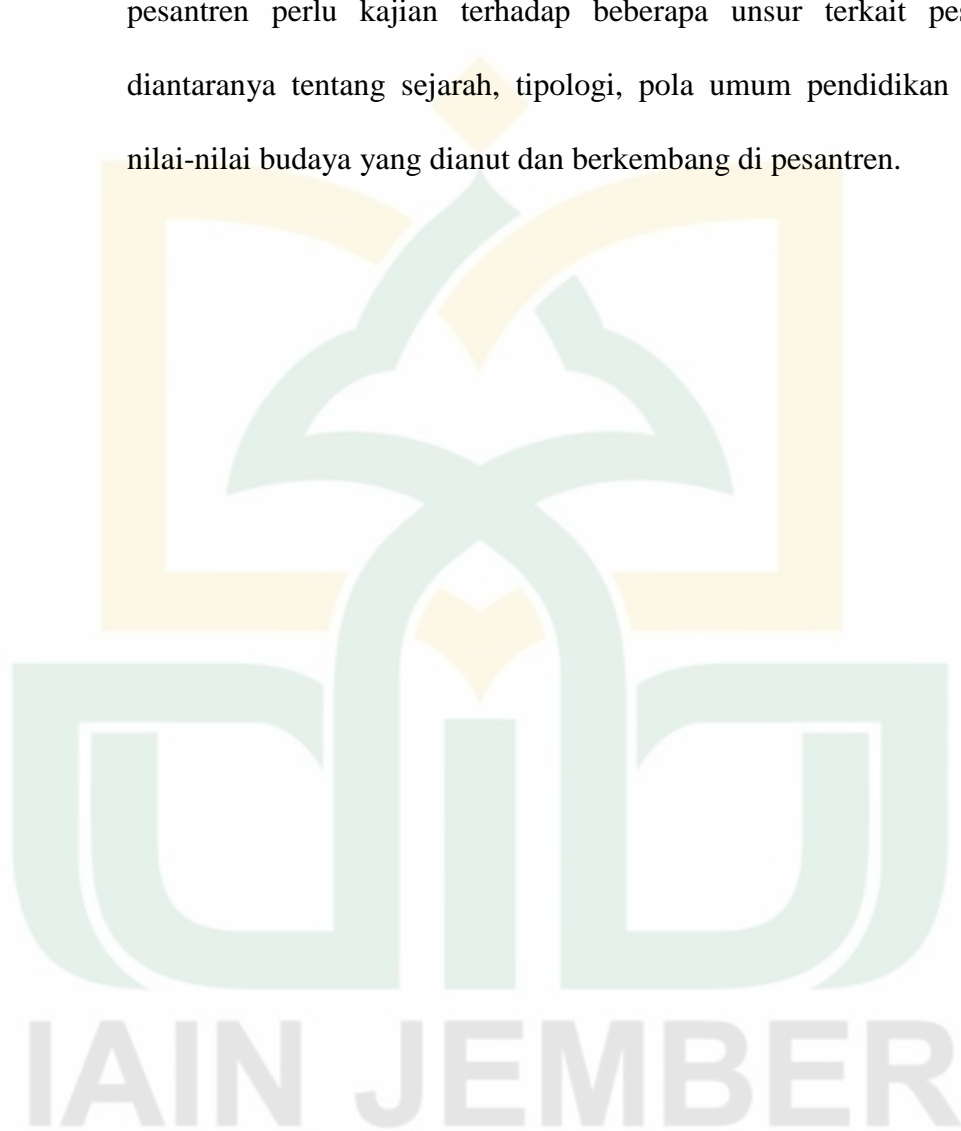 pesantren perlu kajian terhadap beberapa unsur terkait
diantaranya tentang sejarah, tipologi, pola umum pendidikan
nilai-nilai budaya yang dianut dan berkembang di pesantren.
IAIN JEMBER